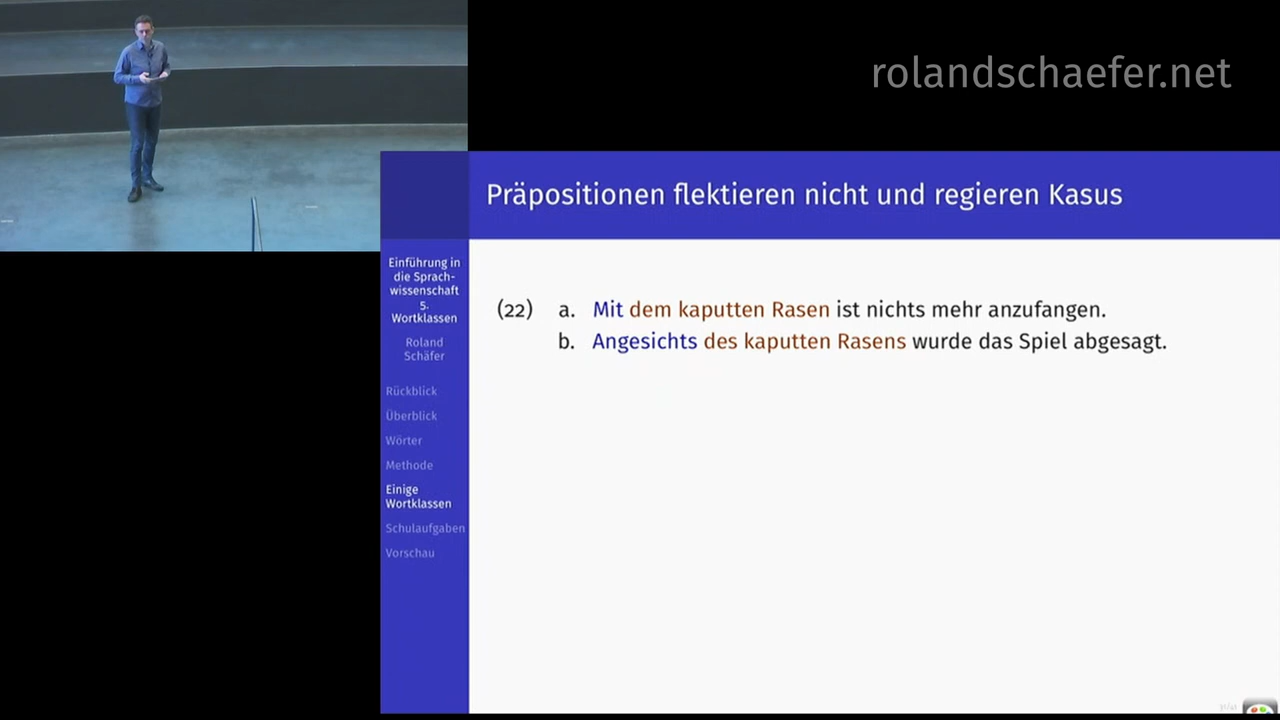 rolandschaefer.net
Präpositionen flektieren nicht und regieren Kasus
Einführung in
die Sprach-
wissenschaft
5.
Wortklassen
Roland
Schäfer
Rückblick
Überblick
Wörter
Methode
Einige
Wortklassen
Schulaufgaben
Vorschau
(22) a. Mit dem kaputten Rasen ist nichts mehr anzufangen.
b. Angesichts des kaputten Rasens wurde das Spiel abgesagt.